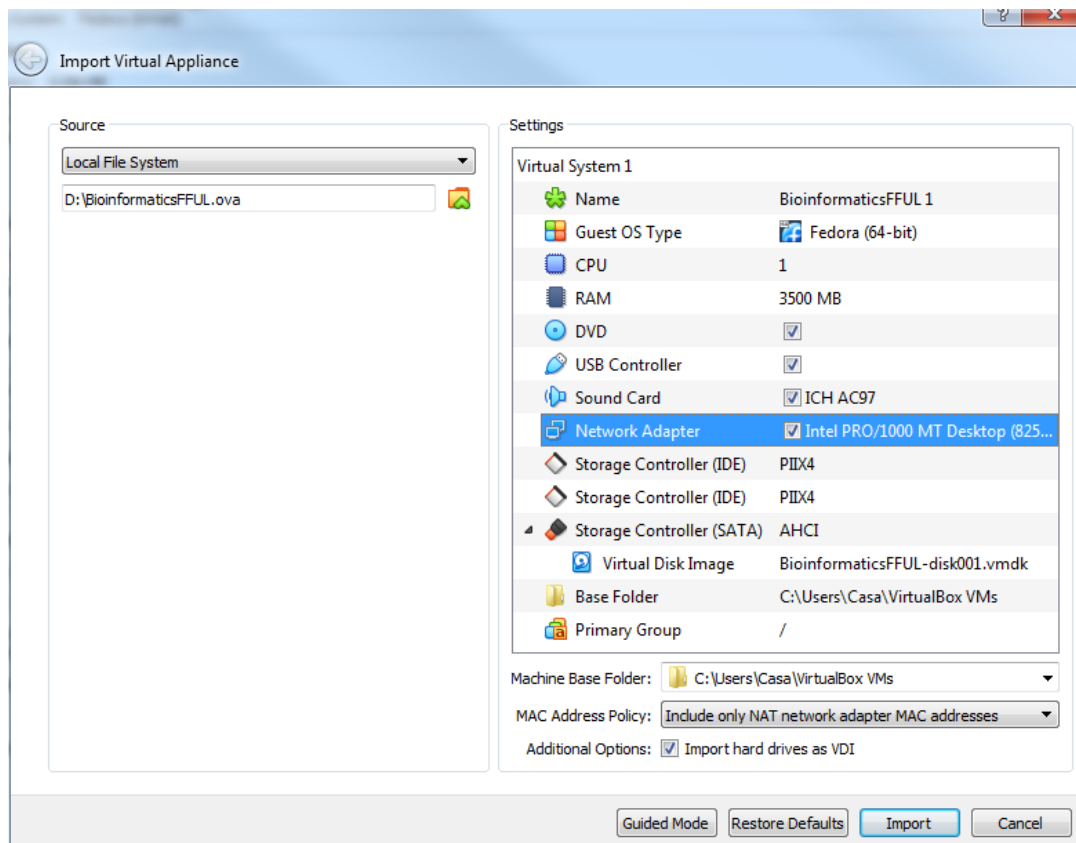 Import Virtual Appliance
Source
Local File System
D:\BioinformaticsFFUL.ova
Settings
Virtual System 1
Name BioinformaticsFFUL 1
Guest OS Type Fedora (64-bit)
CPU 1
RAM 3500 MB
DVD
USB Controller
Sound Card ICH AC97
Network Adapter Intel PRO/1000 MT Desktop (825...
Storage Controller (IDE) PIIX4
Storage Controller (IDE) PIIX4
Storage Controller (SATA) AHCI
Virtual Disk Image BioinformaticsFFUL-disk001.vmdk
Base Folder C:\Users\Casa\VirtualBox VMs
Primary Group /
Machine Base Folder: C:\Users\Casa\VirtualBox VMs
MAC Address Policy: Include only NAT network adapter MAC addresses
Additional Options: Import hard drives as VDI
Guided Mode Restore Defaults Import Cancel